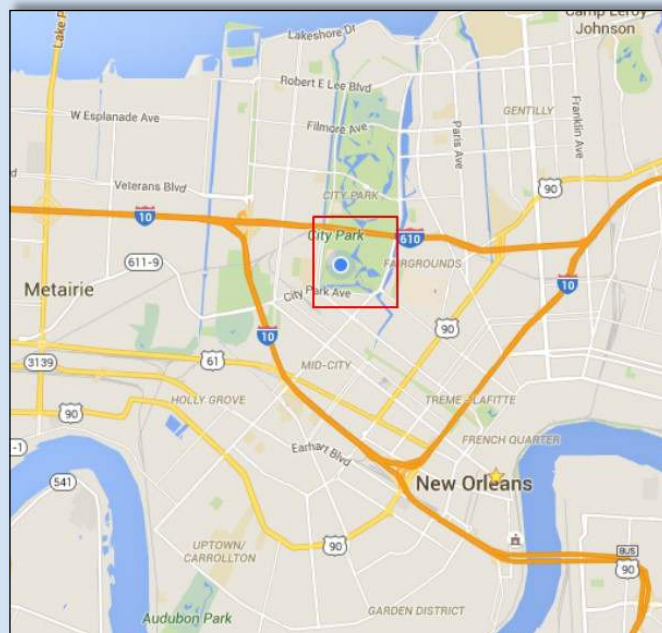 Camp Leroy
Johnson
Lakeshore Dr
Lake P
Robert E Lee Blvd
W Esplanade Ave
Filmore Ave
Paris Ave
GENTILLY
Franklin Ave
Veterans Blvd
CITY PARK
90
10
City Park
610
611-9
FAIRGROUNDS
Metairie
City Park Ave
10
10
90
3139
61
MID-CITY
90
HOLLY GROVE
TREME-LAFITTE
-1
Earhart Blvd
FRENCH QUARTER
541
New Orleans
UPTOWN/
CARROLLTON
90
BUS
90
Audubon Park
GARDEN DISTRICT